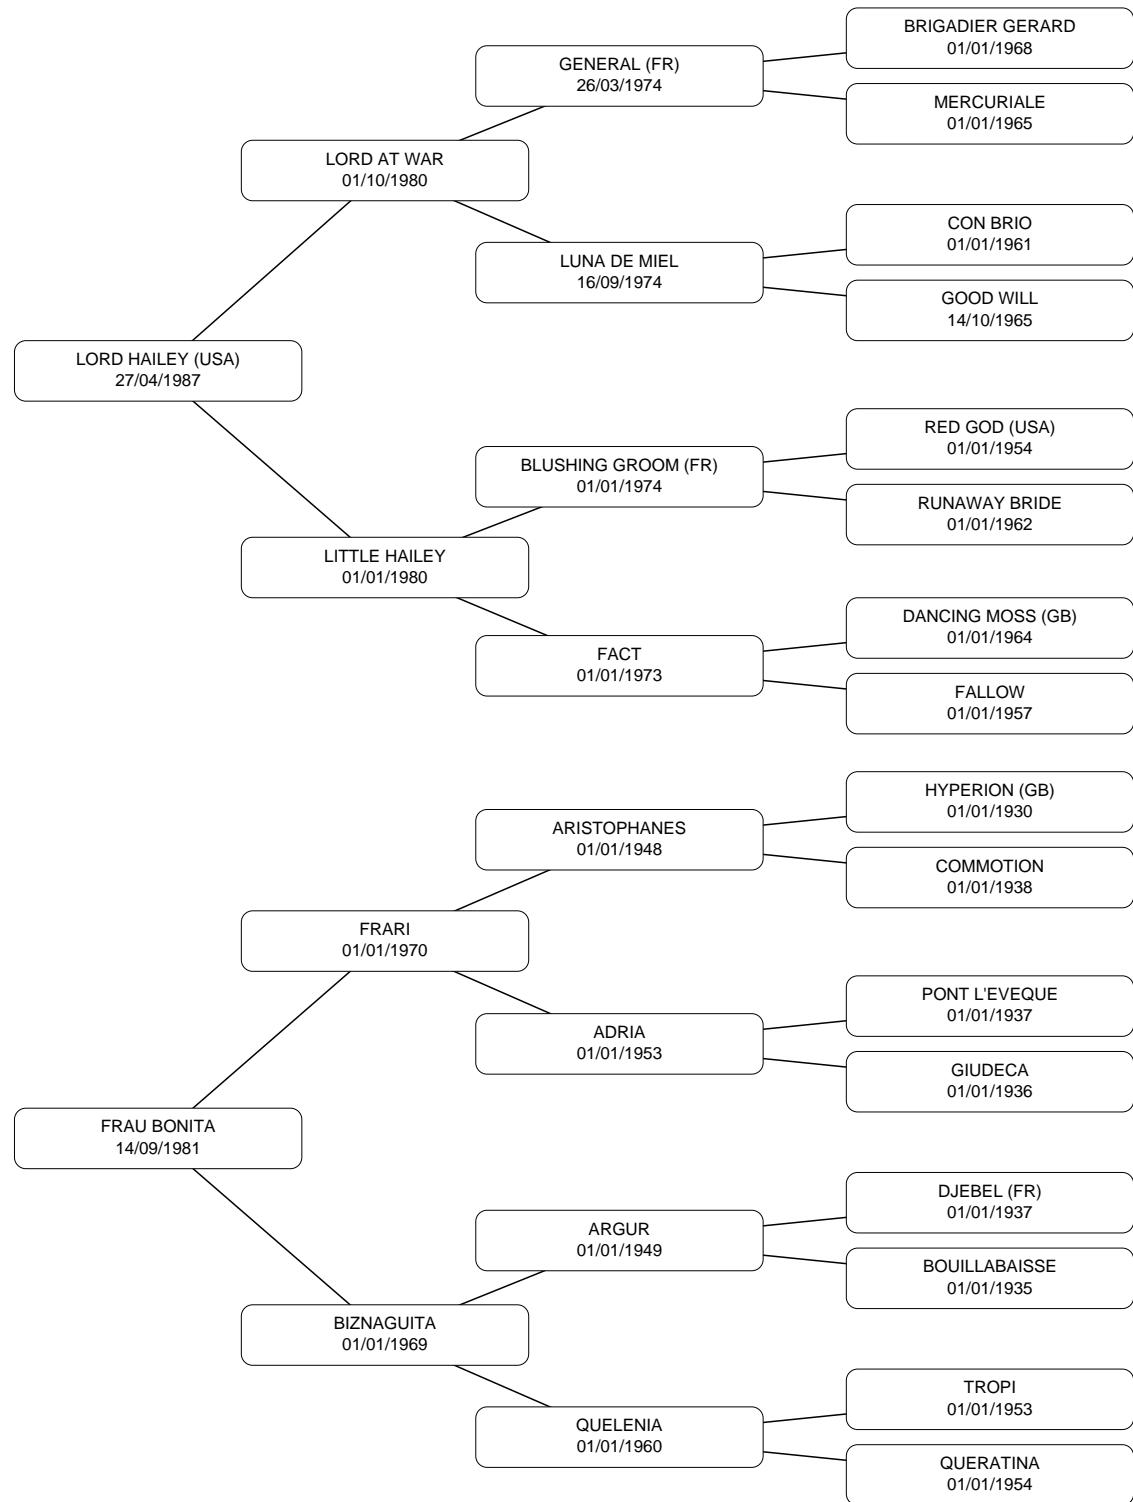 BRIGADIER GERARD
01/01/1968
GENERAL (FR)
26/03/1974
MERCURIALE
01/01/1965
LORD AT WAR
01/10/1980
CON BRIO
01/01/1961
LUNA DE MIEL
16/09/1974
GOOD WILL
14/10/1965
LORD HAILEY (USA)
27/04/1987
RED GOD (USA)
01/01/1954
BLUSHING GROOM (FR)
01/01/1974
RUNAWAY BRIDE
01/01/1962
LITTLE HAILEY
01/01/1980
DANCING MOSS (GB)
01/01/1964
FACT
01/01/1973
FALLOW
01/01/1957
HYPERION (GB)
01/01/1930
ARISTOPHANES
01/01/1948
COMMOTION
01/01/1938
FRARI
01/01/1970
PONT L'EVEQUE
01/01/1937
ADRIA
01/01/1953
GIUDECA
01/01/1936
FRAU BONITA
14/09/1981
DJEBEL (FR)
01/01/1937
ARGUR
01/01/1949
BOUILLABAISSE
01/01/1935
BIZNAGUITA
01/01/1969
TROPI
01/01/1953
QUELENIA
01/01/1960
QUERATINA
01/01/1954